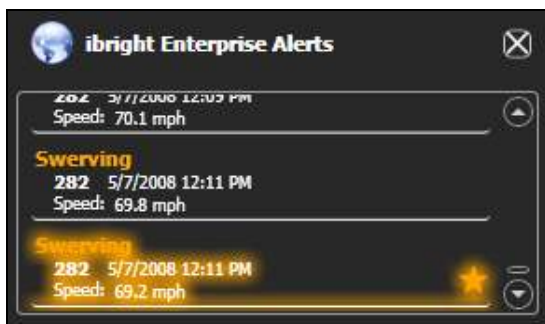 ibright Enterprise Alerts
282 5/7/2008 12:09 PM
Speed: 70.1 mph
Swerving
282 5/7/2008 12:11 PM
Speed: 69.8 mph
Swerving
282 5/7/2008 12:11 PM
Speed: 69.2 mph